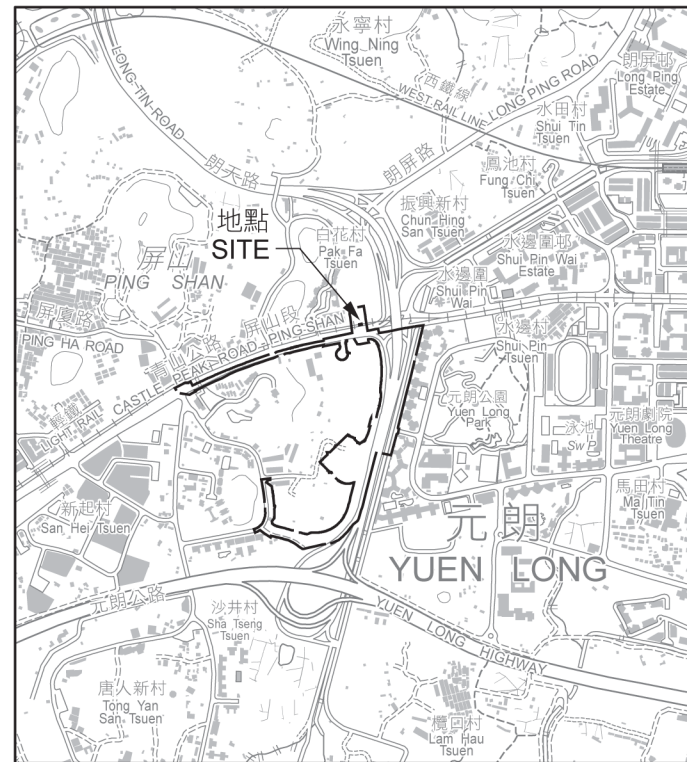 永寧村
Wing Ning
Tsuen
朗屏邨
Long Ping
Estate
LONG TIN ROAD
西鐵線
WEST RAIL LINE
LONG PING ROAD
水田村
Shui Tin
Tsuen
朗天路
朗屏路
鳳池村
Fung Chi
Tsuen
地點
SITE
白花村
Pak Fa
Tsuen
振興新村
Chun Hing
San Tsuen
屏山
PING SHAN
水邊圍邨
Shui Pin Wai
Estate
水邊圍
Shui Pin
Wai
屏廈路
PING HA ROAD
青山公路
屏山段
CASTLE PEAK ROAD - PING SHAN
水邊村
Shui Pin
Tsuen
輕鐵
LIGHT RAIL
元朗公園
Yuen Long
Park
泳池
Sw P
元朗劇院
Yuen Long
Theatre
新起村
San Hei Tsuen
馬田村
Ma Tin
Tsuen
元朗
YUEN LONG
元朗公路
YUEN LONG HIGHWAY
沙井村
Sha Tseng
Tsuen
唐人新村
Tong Yan
San Tsuen
欖口村
Lam Hau
Tsuen